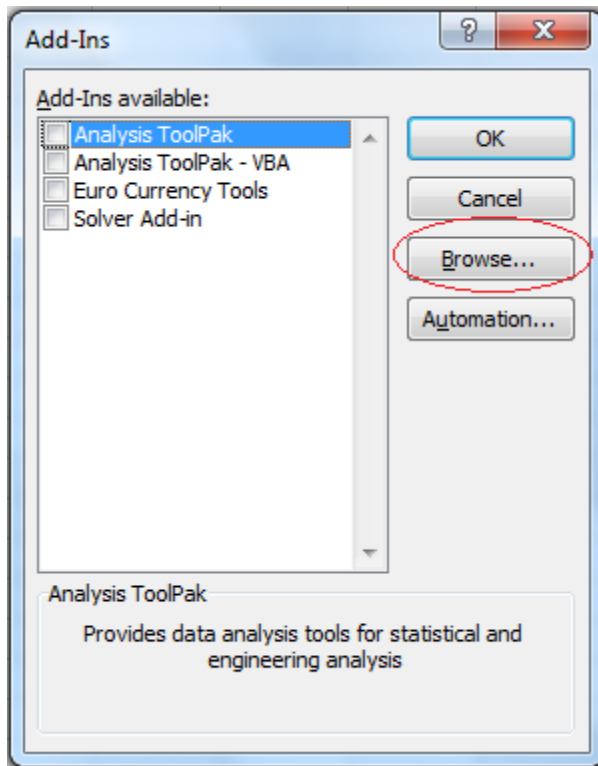 Add-Ins
?
X
Add-Ins available:
Analysis ToolPak
Analysis ToolPak - VBA
Euro Currency Tools
Solver Add-in
OK
Cancel
Browse...
Automation...
Analysis ToolPak
Provides data analysis tools for statistical and
engineering analysis